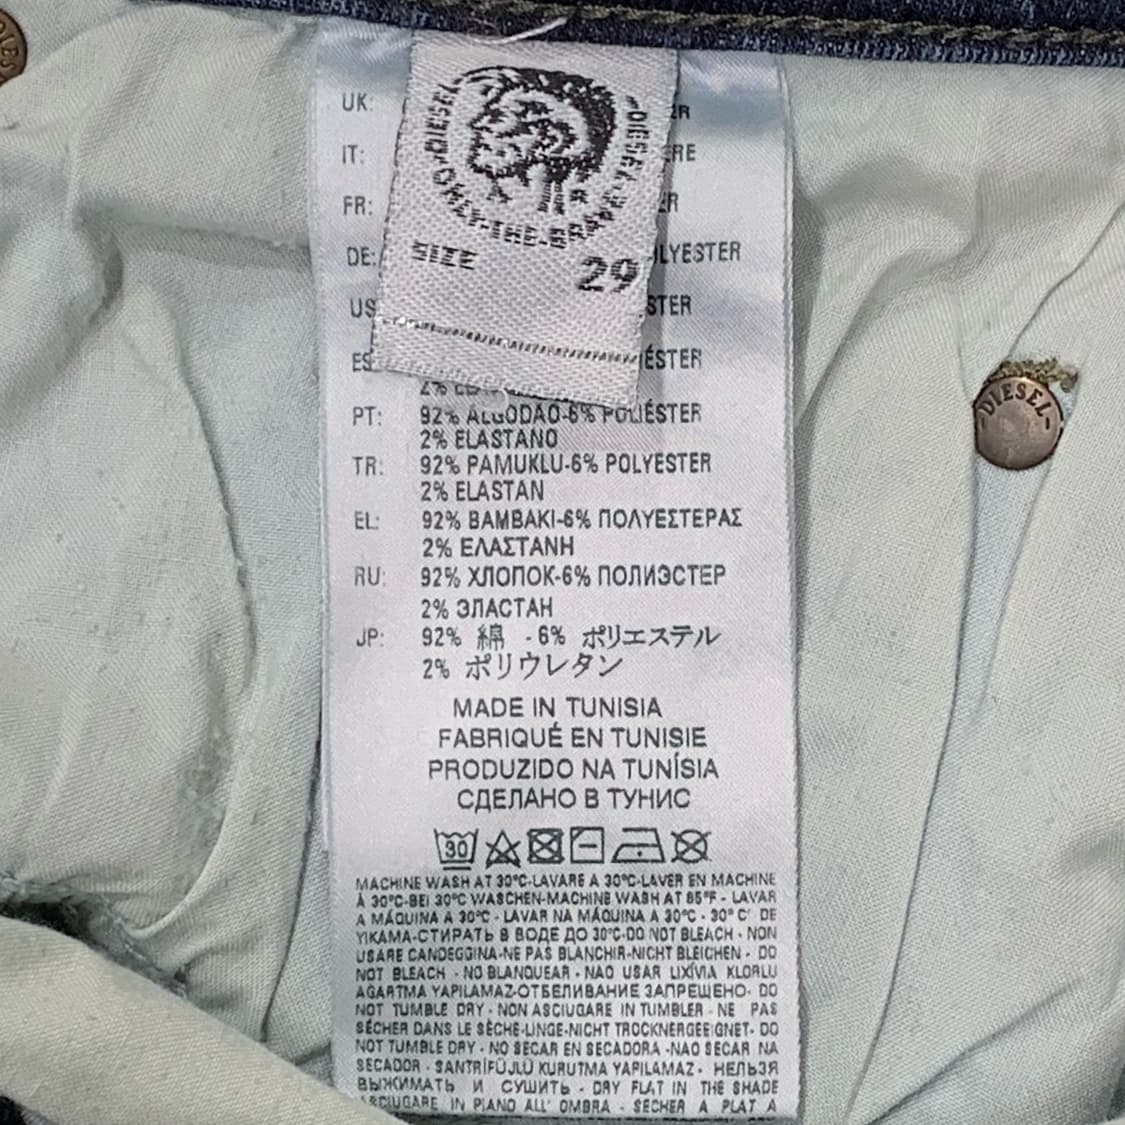 DIESEL
ONLY-THE-BRAVE
DIESEL
SIZE 29
UK:
IT:
FR:
DE:
US
ES
PT: 92% ALGODAO-6% POLIÉSTER
2% ELASTANO
TR: 92% PAMUKLU-6% POLYESTER
2% ELASTAN
EL: 92% BAMBAKI-6% ΠΟΛΥΕΣΤΕΡΑΣ
2% ΕΛΑΣΤΑΝΗ
RU: 92% ХЛОПОК-6% ПОЛИЭСТЕР
2% ЭЛАСТАН
JP: 92% 綿 - 6% ポリエステル
2% ポリウレタン
MADE IN TUNISIA
FABRIQUÉ EN TUNISIE
PRODUZIDO NA TUNÍSIA
СДЕЛАНО В ТУНИС
30
MACHINE WASH AT 30°C-LAVARE A 30°C-LAVER EN MACHINE
À 30°C-BEI 30°C WASCHEN-MACHINE WASH AT 85°F - LAVAR
A MÁQUINA A 30°C - LAVAR NA MÁQUINA A 30°C - 30°C' DE
YIKAMA-СТИРАТЬ В ВОДЕ ДО 30°C-DO NOT BLEACH - NON
USARE CANDEGGINA-NE PAS BLANCHIR-NICHT BLEICHEN - DO
NOT BLEACH - NO BLANQUEAR - NAO USAR LIXÍVIA KLORLU
AGARTMA YAPILAMAZ-ОТБЕЛИВАНИЕ ЗАПРЕЩЕНО- DO
NOT TUMBLE DRY - NON ASCIUGARE IN TUMBLER - NE PAS
SÉCHER DANS LE SÈCHE-LINGE-NICHT TROCKNERGEEIGNET- DO
NOT TUMBLE DRY - NO SECAR EN SECADORA -NAO SECAR NA
SECADOR - SANTRİFÜJLÜ KURUTMA YAPILAMAZ - НЕЛЬЗЯ
ВЫЖИМАТЬ И СУШИТЬ - DRY FLAT IN THE SHADE
ASCIUGARE IN PIANO ALL' OMBRA - SÉCHER À PLAT A
DIESEL